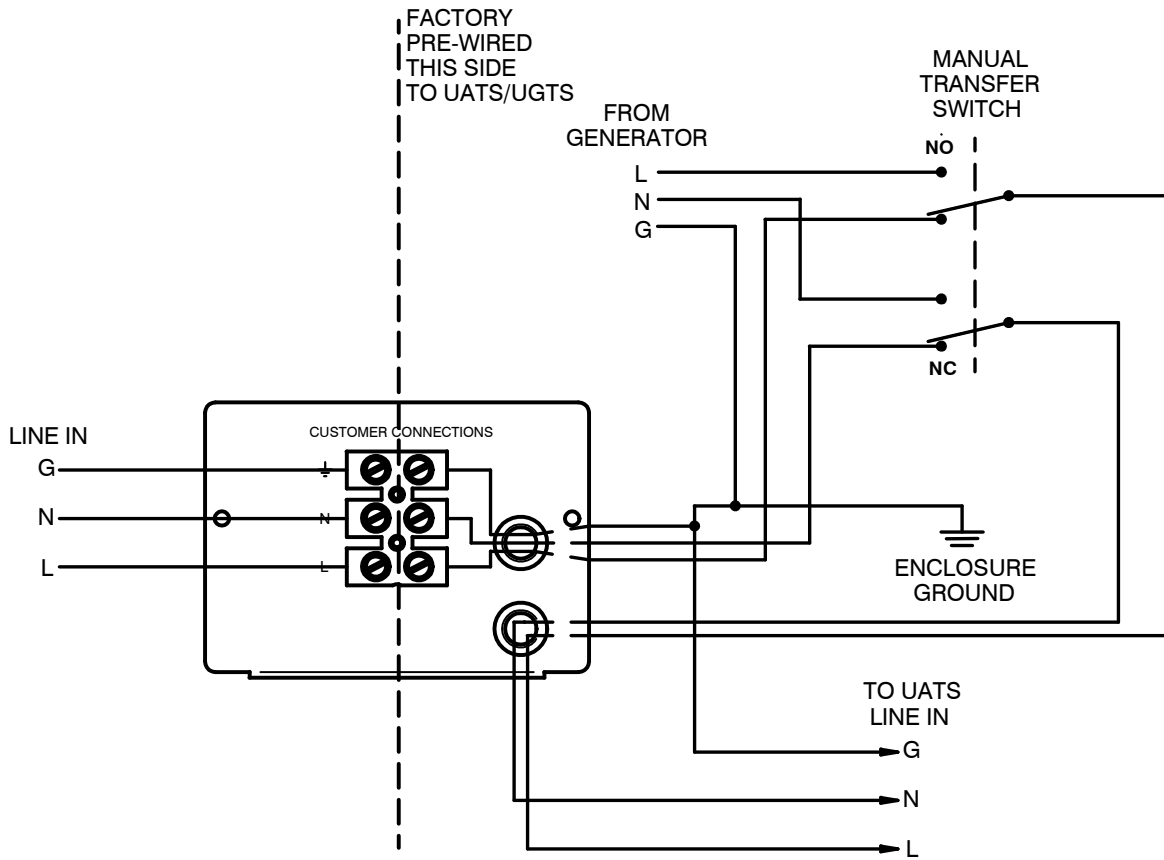 FACTORY
PRE-WIRED
THIS SIDE
TO UATS/UGTS
FROM
GENERATOR
L
N
G
MANUAL
TRANSFER
SWITCH
NO
NC
LINE IN
G
N
L
CUSTOMER CONNECTIONS
N
L
ENCLOSURE
GROUND
TO UATS
LINE IN
G
N
L